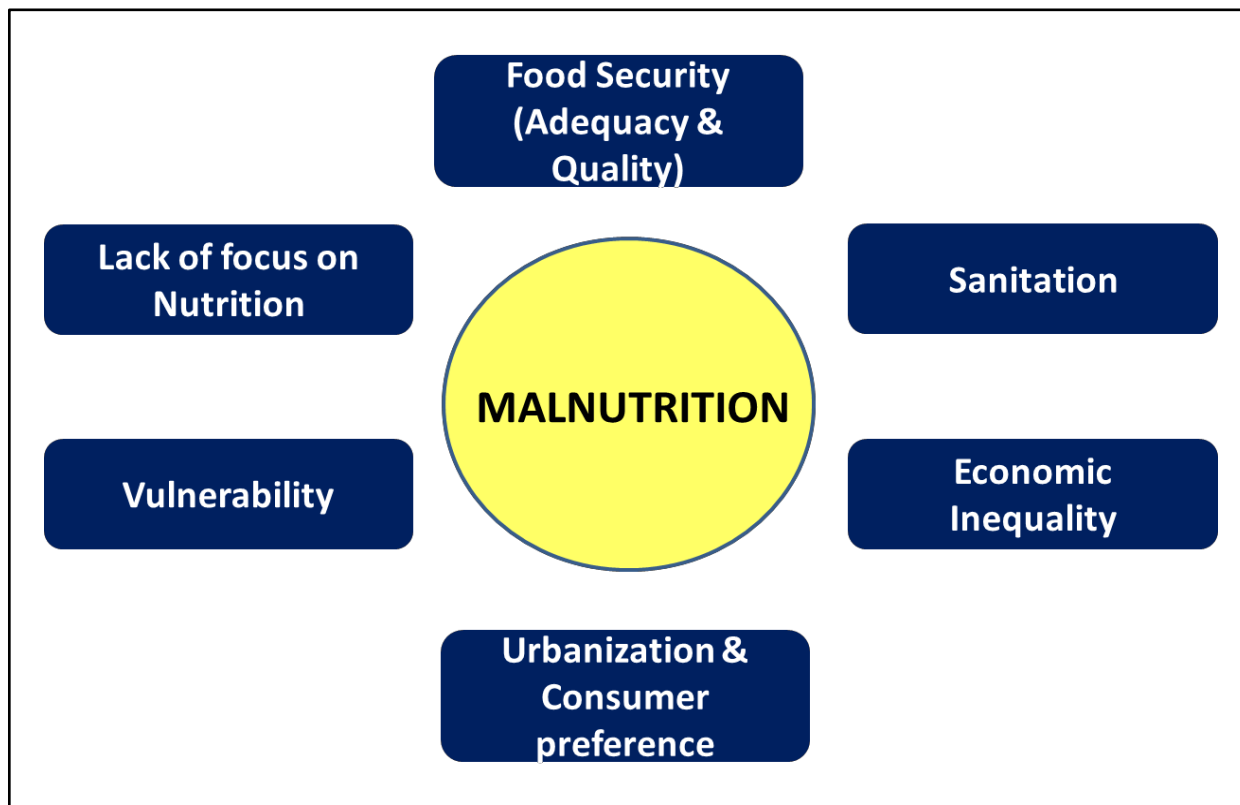 Food Security
(Adequacy &
Quality)
Lack of focus on
Nutrition
Sanitation
MALNUTRITION
Vulnerability
Economic
Inequality
Urbanization &
Consumer
preference